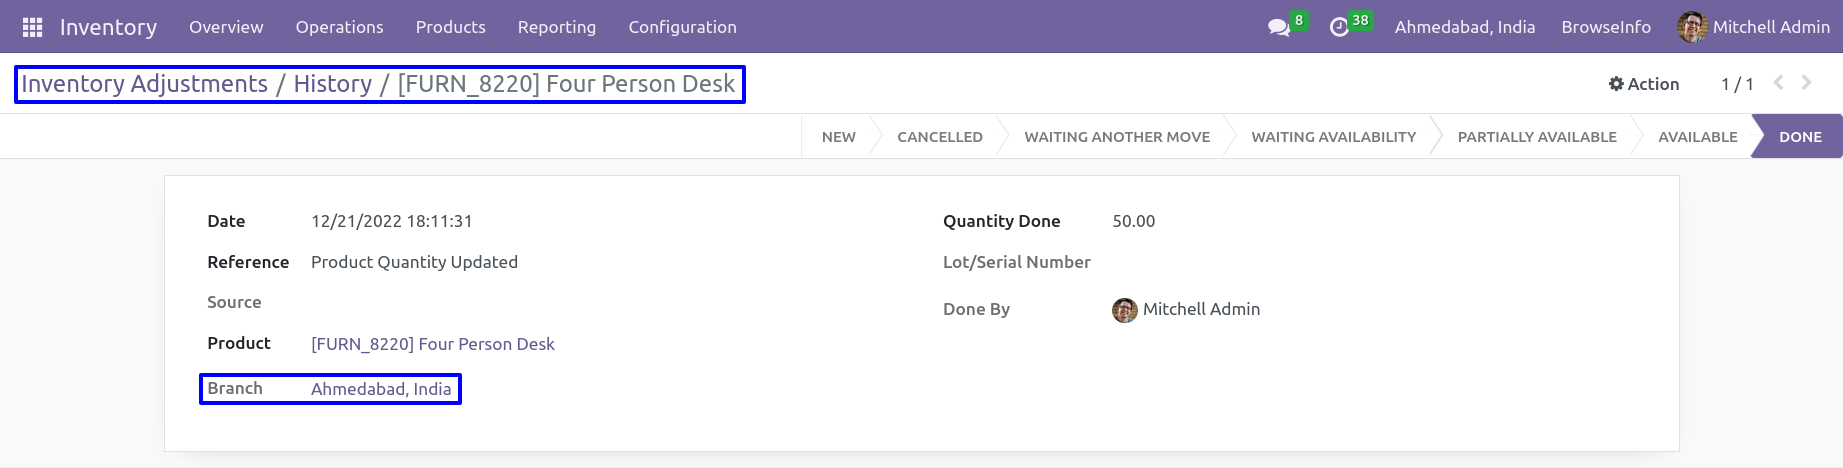 Inventory Overview Operations Products Reporting Configuration 8 38 Ahmedabad, India BrowseInfo Mitchell Admin
Inventory Adjustments / History / [FURN_8220] Four Person Desk Action 1 / 1
NEW CANCELLED WAITING ANOTHER MOVE WAITING AVAILABILITY PARTIALLY AVAILABLE AVAILABLE DONE
Date 12/21/2022 18:11:31 Quantity Done 50.00
Reference Product Quantity Updated Lot/Serial Number
Source
Done By Mitchell Admin
Product [FURN_8220] Four Person Desk
Branch Ahmedabad, India